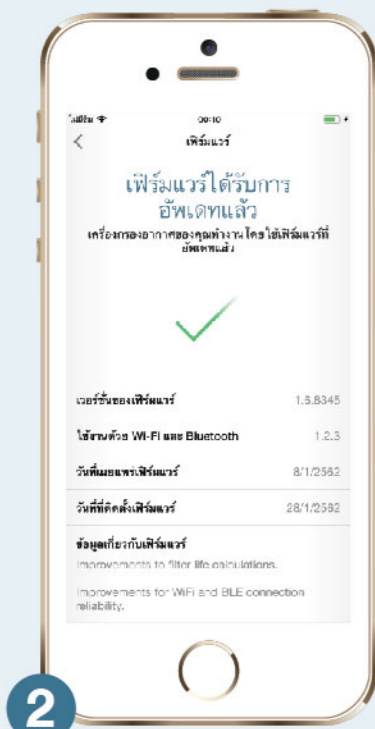 ไม่มีซิม
00:10
เฟิร์มแวร์
เฟิร์มแวร์ได้รับการ
อัพเดทแล้ว
เครื่องกรองอากาศของคุณทำงานโดยใช้เฟิร์มแวร์ที่
อัพเดทแล้ว
เวอร์ชั่นของเฟิร์มแวร์ 1.6.8345
ใช้งานด้วย Wi-Fi และ Bluetooth 1.2.3
วันที่เผยแพร่เฟิร์มแวร์ 8/1/2562
วันที่ติดตั้งเฟิร์มแวร์ 28/1/2562
ข้อมูลเกี่ยวกับเฟิร์มแวร์
Improvements to filter life calculations.
Improvements for WiFi and BLE connection
reliability.
2